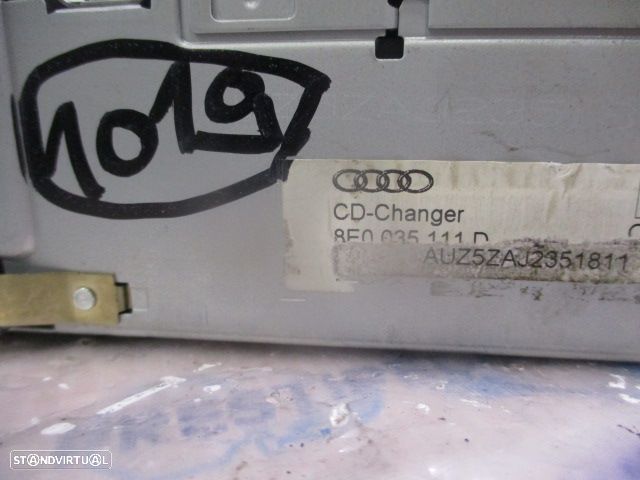 1019
CD-Changer
8E0 035 111 D
AUZ5ZAJ2351811
STANDVIRTUAL